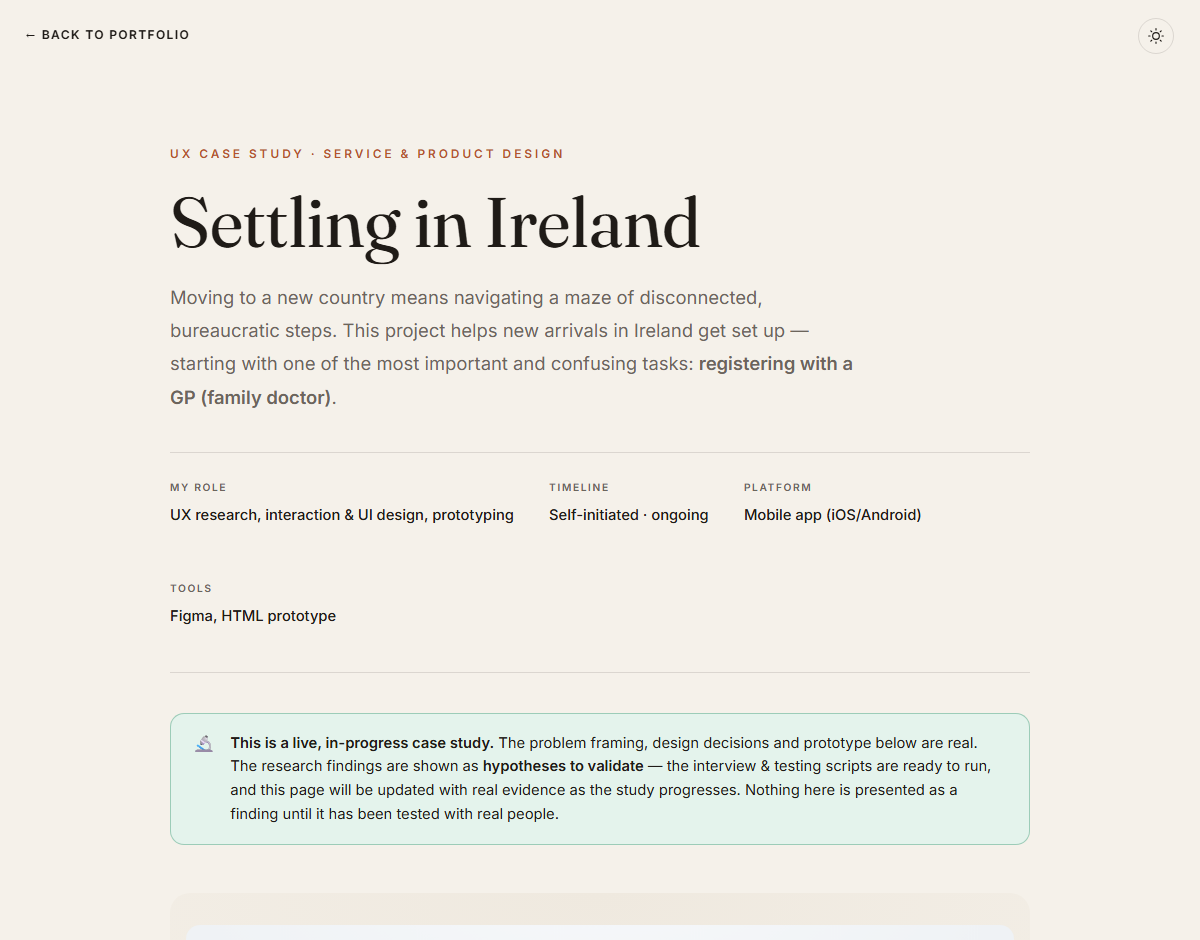 ← BACK TO PORTFOLIO
UX CASE STUDY · SERVICE & PRODUCT DESIGN
Settling in Ireland
Moving to a new country means navigating a maze of disconnected,
bureaucratic steps. This project helps new arrivals in Ireland get set up —
starting with one of the most important and confusing tasks: registering with a
GP (family doctor).
MY ROLE
UX research, interaction & UI design, prototyping
TIMELINE
Self-initiated · ongoing
PLATFORM
Mobile app (iOS/Android)
TOOLS
Figma, HTML prototype
This is a live, in-progress case study. The problem framing, design decisions and prototype below are real.
The research findings are shown as hypotheses to validate — the interview & testing scripts are ready to run,
and this page will be updated with real evidence as the study progresses. Nothing here is presented as a
finding until it has been tested with real people.